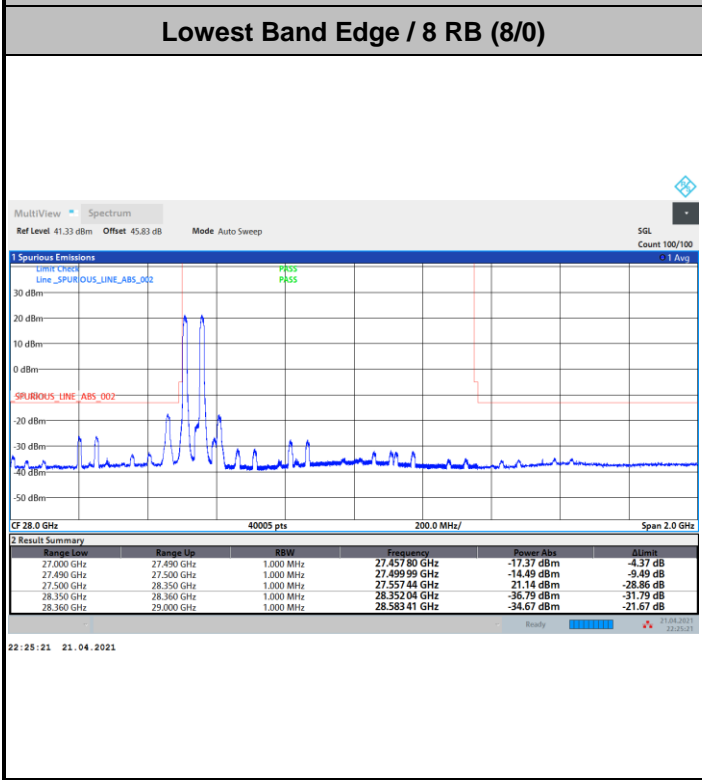 Lowest Band Edge / 8 RB (8/0)
MultiView Spectrum
Ref Level 41.33 dBm Offset 45.83 dB Mode Auto Sweep SGL
Count 100/100
1 Spurious Emissions 1 Avg
Limit Check PASS
Line _SPURIOUS_LINE_ABS_002 PASS
30 dBm
20 dBm
10 dBm
0 dBm
_SPURIOUS_LINE_ABS_002
-20 dBm
-30 dBm
-40 dBm
-50 dBm
CF 28.0 GHz 40005 pts 200.0 MHz/ Span 2.0 GHz
2 Result Summary
Range Low Range Up RBW Frequency Power Abs ΔLimit
27.000 GHz 27.490 GHz 1.000 MHz 27.457 80 GHz -17.37 dBm -4.37 dB
27.490 GHz 27.500 GHz 1.000 MHz 27.499 99 GHz -14.49 dBm -9.49 dB
27.500 GHz 28.350 GHz 1.000 MHz 27.557 44 GHz 21.14 dBm -28.86 dB
28.350 GHz 28.360 GHz 1.000 MHz 28.352 04 GHz -36.79 dBm -31.79 dB
28.360 GHz 29.000 GHz 1.000 MHz 28.583 41 GHz -34.67 dBm -21.67 dB
Ready 21.04.2021
22:25:21
22:25:21 21.04.2021